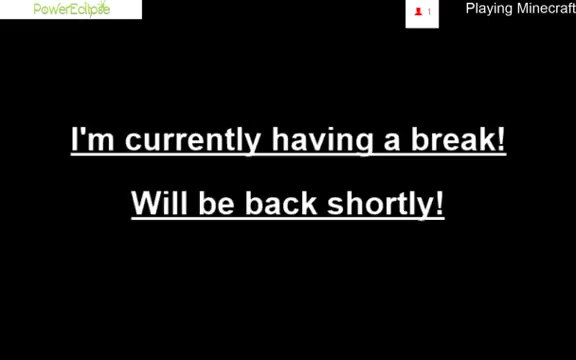 PowerEclipse
1
Playing Minecraft
I'm currently having a break!
Will be back shortly!